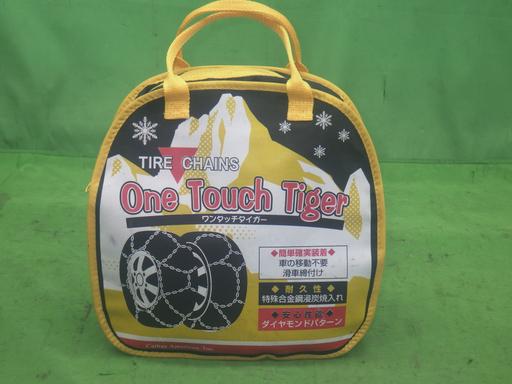 TIRE CHAINS
One Touch Tiger
ワンタッチタイガー
◆簡単確実装着◆
車の移動不要
滑車締付け
◆耐久性◆
特殊合金鋼浸炭焼入れ
◆安心性能◆
ダイヤモンドパターン